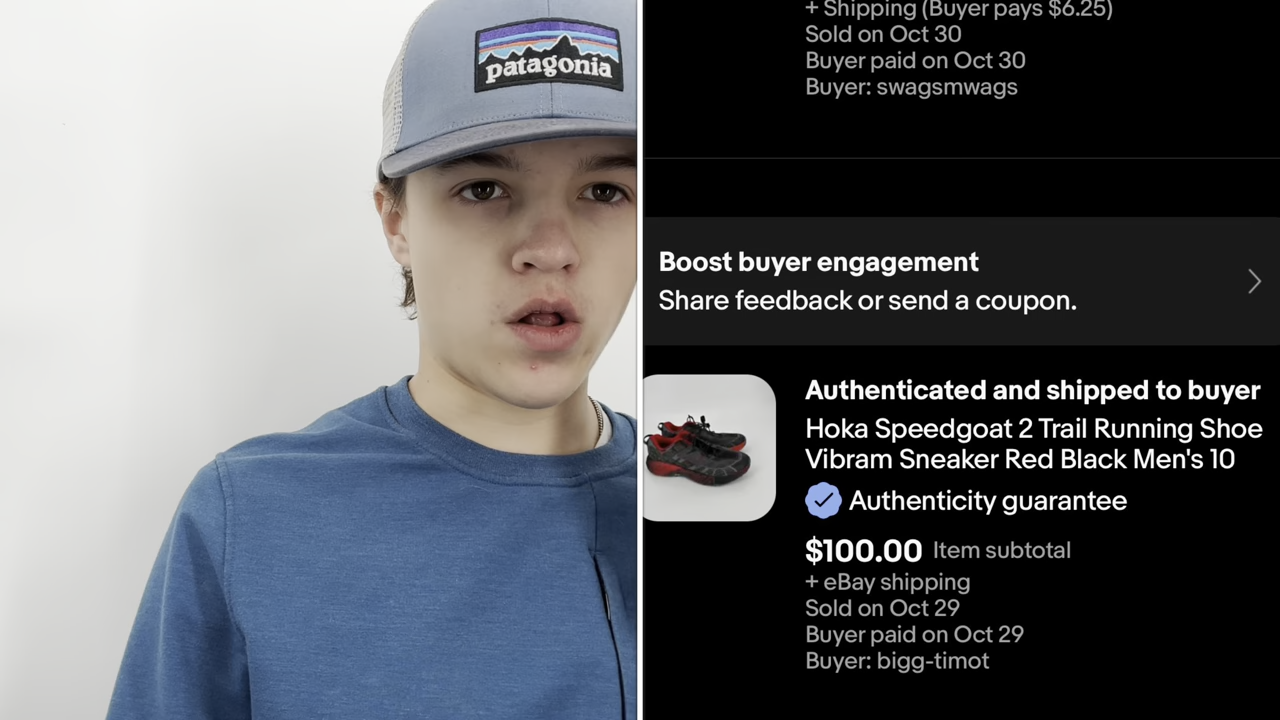 patagonia
+ Shipping (Buyer pays $6.25)
Sold on Oct 30
Buyer paid on Oct 30
Buyer: swagsmwags
Boost buyer engagement
Share feedback or send a coupon.
Authenticated and shipped to buyer
Hoka Speedgoat 2 Trail Running Shoe
Vibram Sneaker Red Black Men's 10
Authenticity guarantee
$100.00 Item subtotal
+ eBay shipping
Sold on Oct 29
Buyer paid on Oct 29
Buyer: bigg-timot